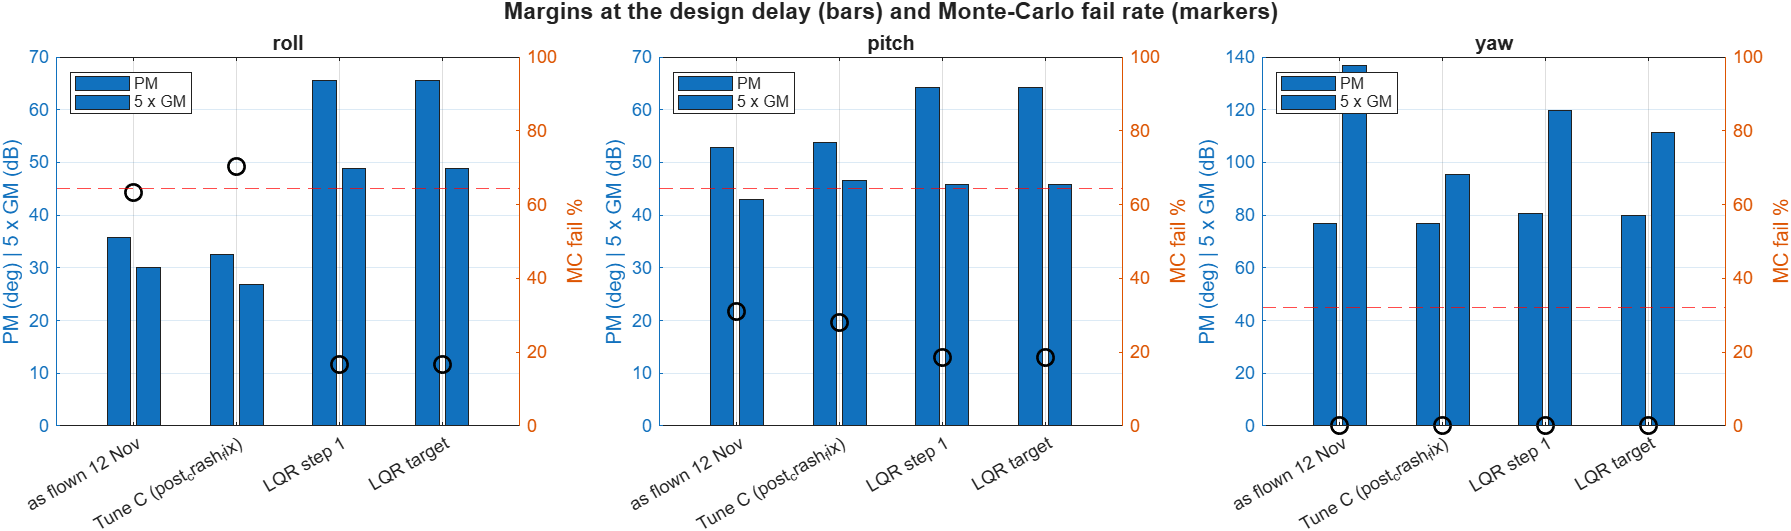 Margins at the design delay (bars) and Monte-Carlo fail rate (markers)
roll
PM (deg) | 5 x GM (dB)
70
60
50
40
30
20
10
0
PM
5 x GM
100
80
60
40
20
0
MC fail %
as flown 12 Nov
Tune C (post_crash_fix)
LQR step 1
LQR target
pitch
PM (deg) | 5 x GM (dB)
70
60
50
40
30
20
10
0
PM
5 x GM
100
80
60
40
20
0
MC fail %
as flown 12 Nov
Tune C (post_crash_fix)
LQR step 1
LQR target
yaw
PM (deg) | 5 x GM (dB)
140
120
100
80
60
40
20
0
PM
5 x GM
100
80
60
40
20
0
MC fail %
as flown 12 Nov
Tune C (post_crash_fix)
LQR step 1
LQR target